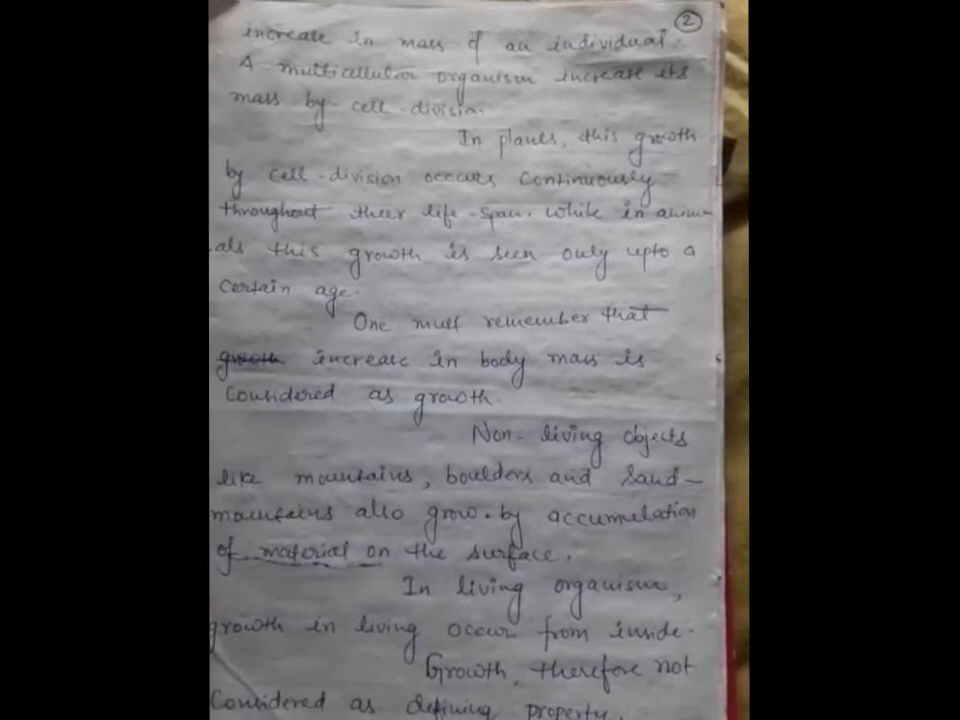 2
increase in mass of an individual.
A multicellular organism increase its
mass by cell-division.
In plants, this growth
by cell-division occurs continuously
throughout their life-span. While in anim-
-als this growth is seen only upto a
certain age.
One must remember that
growth increase in body mass is
considered as growth.
Non-living objects
like mountains, boulders and sand-
mountains also grow. by accumulation
of material on the surface.
In living organism,
growth in living occur from inside.
Growth, therefore not
Considered as defining property.